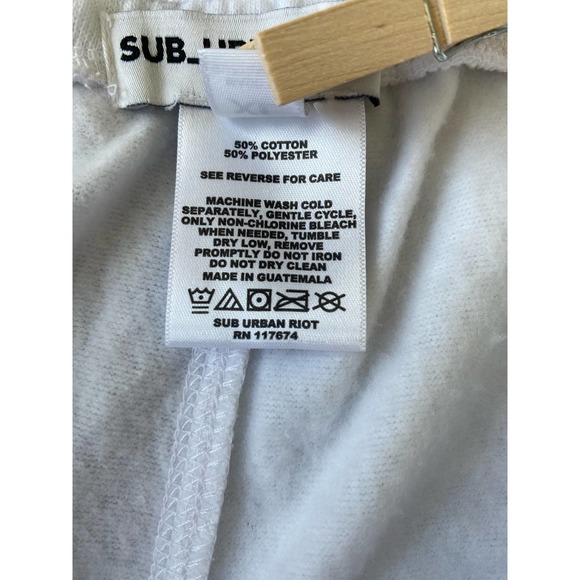 SUB_UR
50% COTTON
50% POLYESTER
SEE REVERSE FOR CARE
MACHINE WASH COLD
SEPARATELY, GENTLE CYCLE,
ONLY NON-CHLORINE BLEACH
WHEN NEEDED, TUMBLE
DRY LOW, REMOVE
PROMPTLY DO NOT IRON
DO NOT DRY CLEAN
MADE IN GUATEMALA
SUB URBAN RIOT
RN 117674